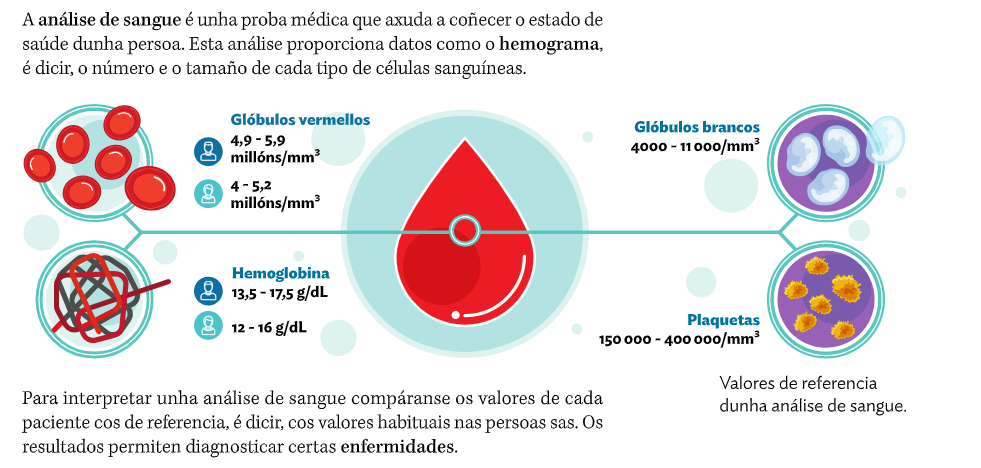 A análise de sangue é unha proba médica que axuda a coñecer o estado de
saúde dunha persoa. Esta análise proporciona datos como o hemograma,
é dicir, o número e o tamaño de cada tipo de células sanguíneas.
Glóbulos vermellos
4,9 - 5,9
millóns/mm³
4 - 5,2
millóns/mm³
Hemoglobina
13,5 - 17,5 g/dL
12 - 16 g/dL
Glóbulos brancos
4000 - 11 000/mm³
Plaquetas
150 000 - 400 000/mm³
Valores de referencia
dunha análise de sangue.
Para interpretar unha análise de sangue compáranse os valores de cada
paciente cos de referencia, é dicir, cos valores habituais nas persoas sas. Os
resultados permiten diagnosticar certas enfermidades.